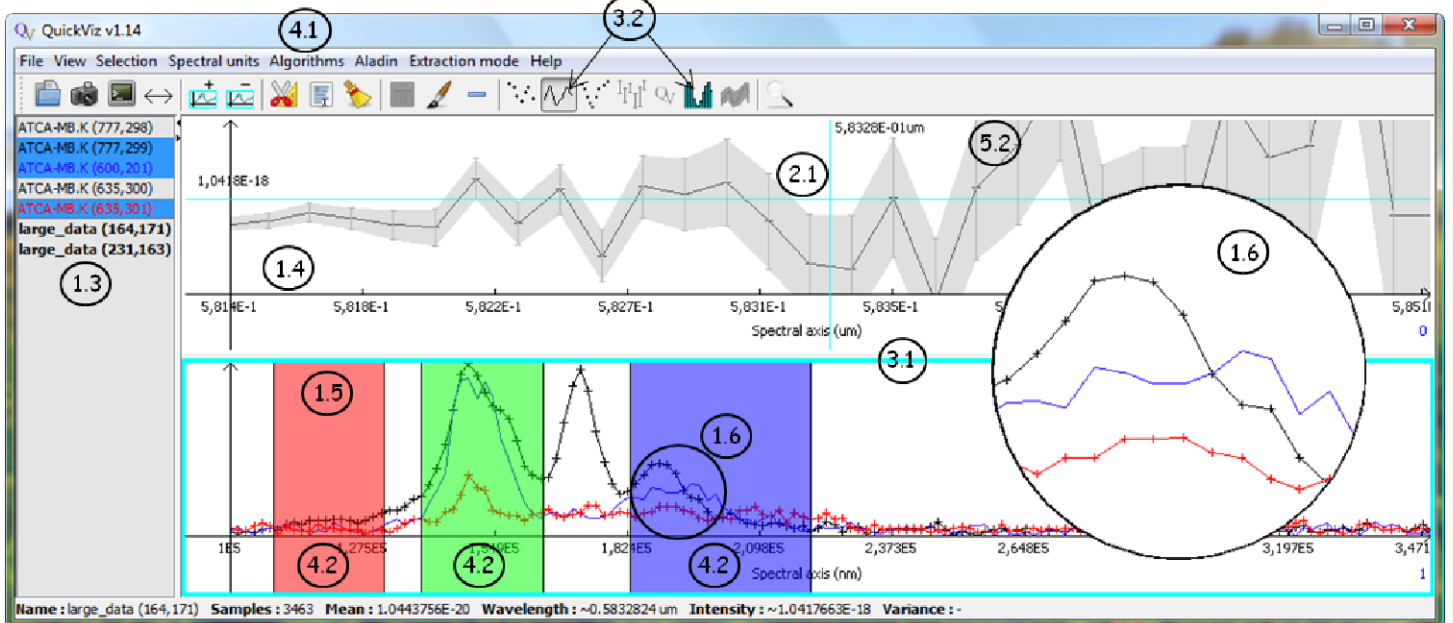 QV QuickViz v1.14
4.1
3.2
File View Selection Spectral units Algorithms Aladin Extraction mode Help
QV
ATCA-MB.K (777,298)
ATCA-MB.K (777,299)
ATCA-MB.K (600,201)
ATCA-MB.K (635,300)
ATCA-MB.K (635,301)
large_data (164,171)
large_data (231,163)
1.3
5,8328E-01um
5.2
2.1
1,0418E-18
1.6
1.4
5,814E-1 5,818E-1 5,822E-1 5,827E-1 5,831E-1 5,835E-1 5,851
Spectral axis (um)
0
3.1
1.5
1.6
1E5 1,275E5 1,549E5 1,824E5 2,098E5 2,373E5 2,648E5 3,197E5 3,471
4.2 4.2 4.2
Spectral axis (nm)
1
Name : large_data (164,171) Samples : 3463 Mean : 1.0443756E-20 Wavelength : ~0.5832824 um Intensity : ~1.0417663E-18 Variance : -